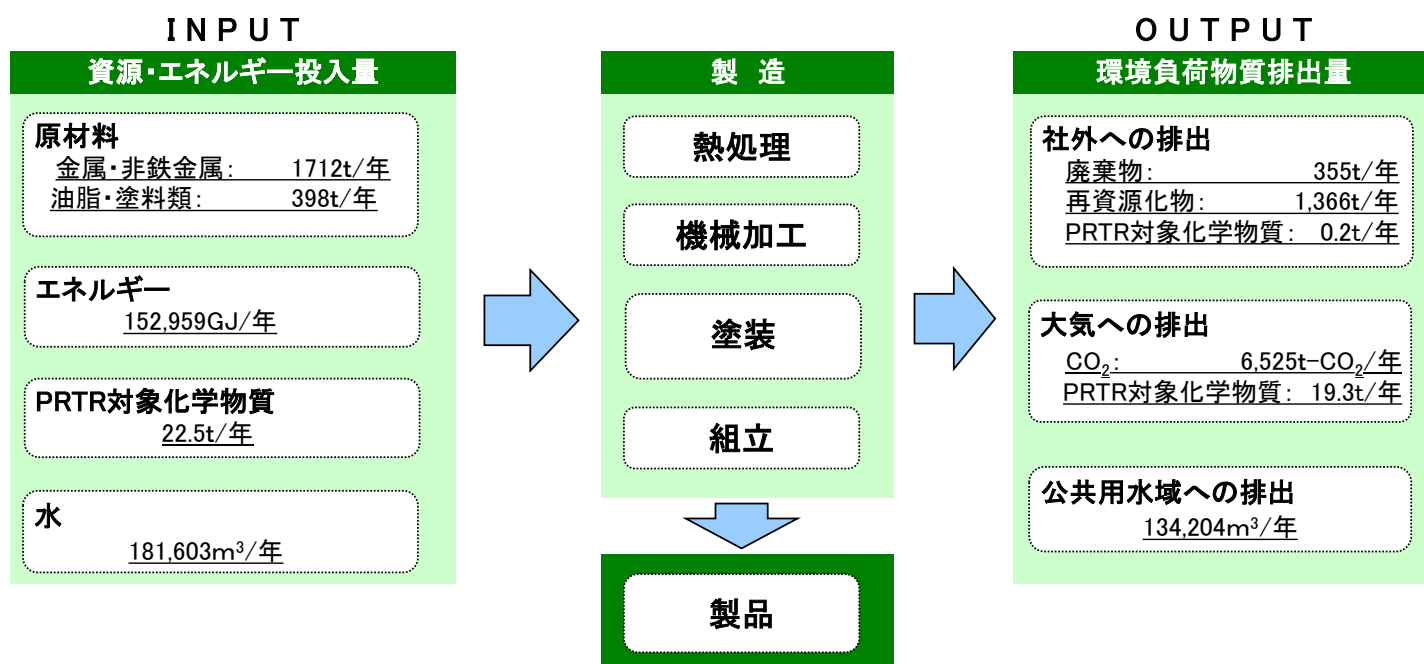 INPUT
資源・エネルギー投入量
原材料
金属・非鉄金属: 1712t/年
油脂・塗料類: 398t/年
エネルギー
152,959GJ/年
PRTR対象化学物質
22.5t/年
水
181,603m³/年
製 造
熱処理
機械加工
塗装
組立
製品
OUTPUT
環境負荷物質排出量
社外への排出
廃棄物: 355t/年
再資源化物: 1,366t/年
PRTR対象化学物質: 0.2t/年
大気への排出
CO₂: 6,525t-CO₂/年
PRTR対象化学物質: 19.3t/年
公共用水域への排出
134,204m³/年